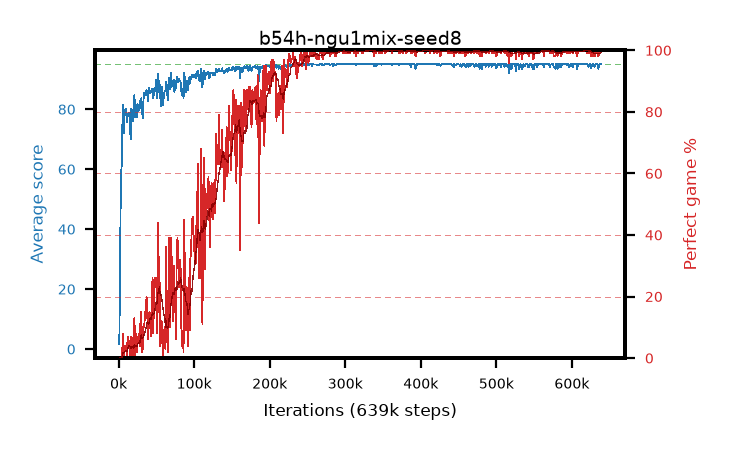 b54h-ngu1mix-seed8
100
80
80
60
60
40
40
20
20
0
0
Average score
Perfect game %
0k 100k 200k 300k 400k 500k 600k
Iterations (639k steps)